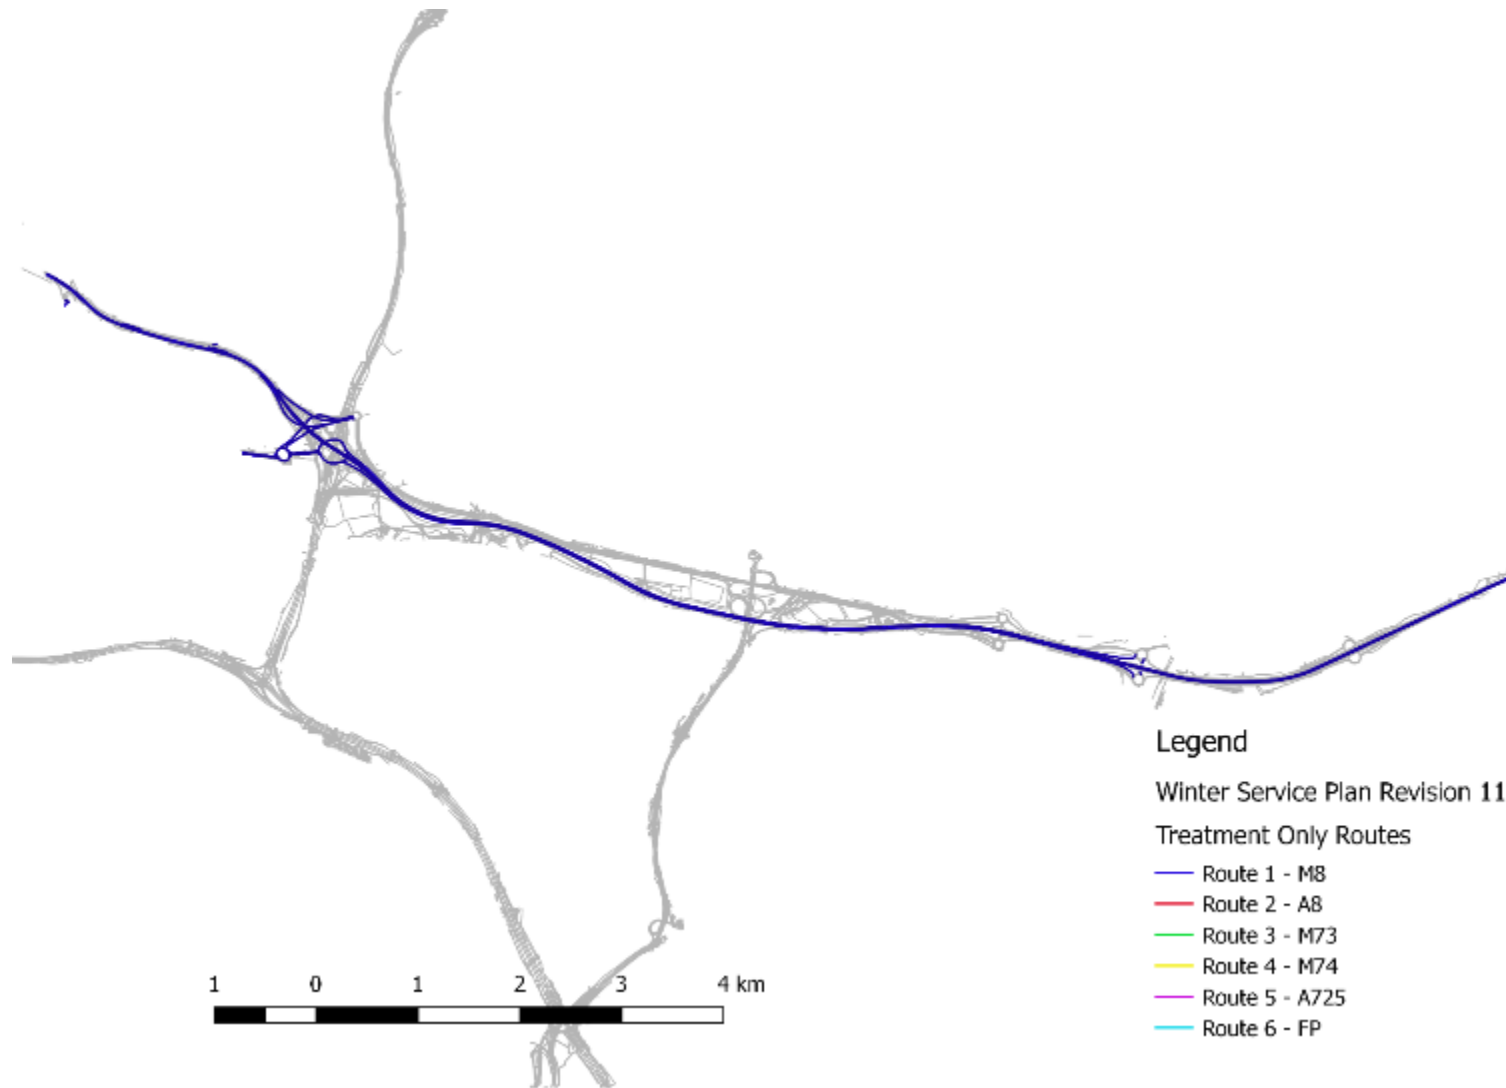 Legend
Winter Service Plan Revision 11
Treatment Only Routes
Route 1 - M8
Route 2 - A8
Route 3 - M73
Route 4 - M74
Route 5 - A725
Route 6 - FP
1 0 1 2 3 4 km